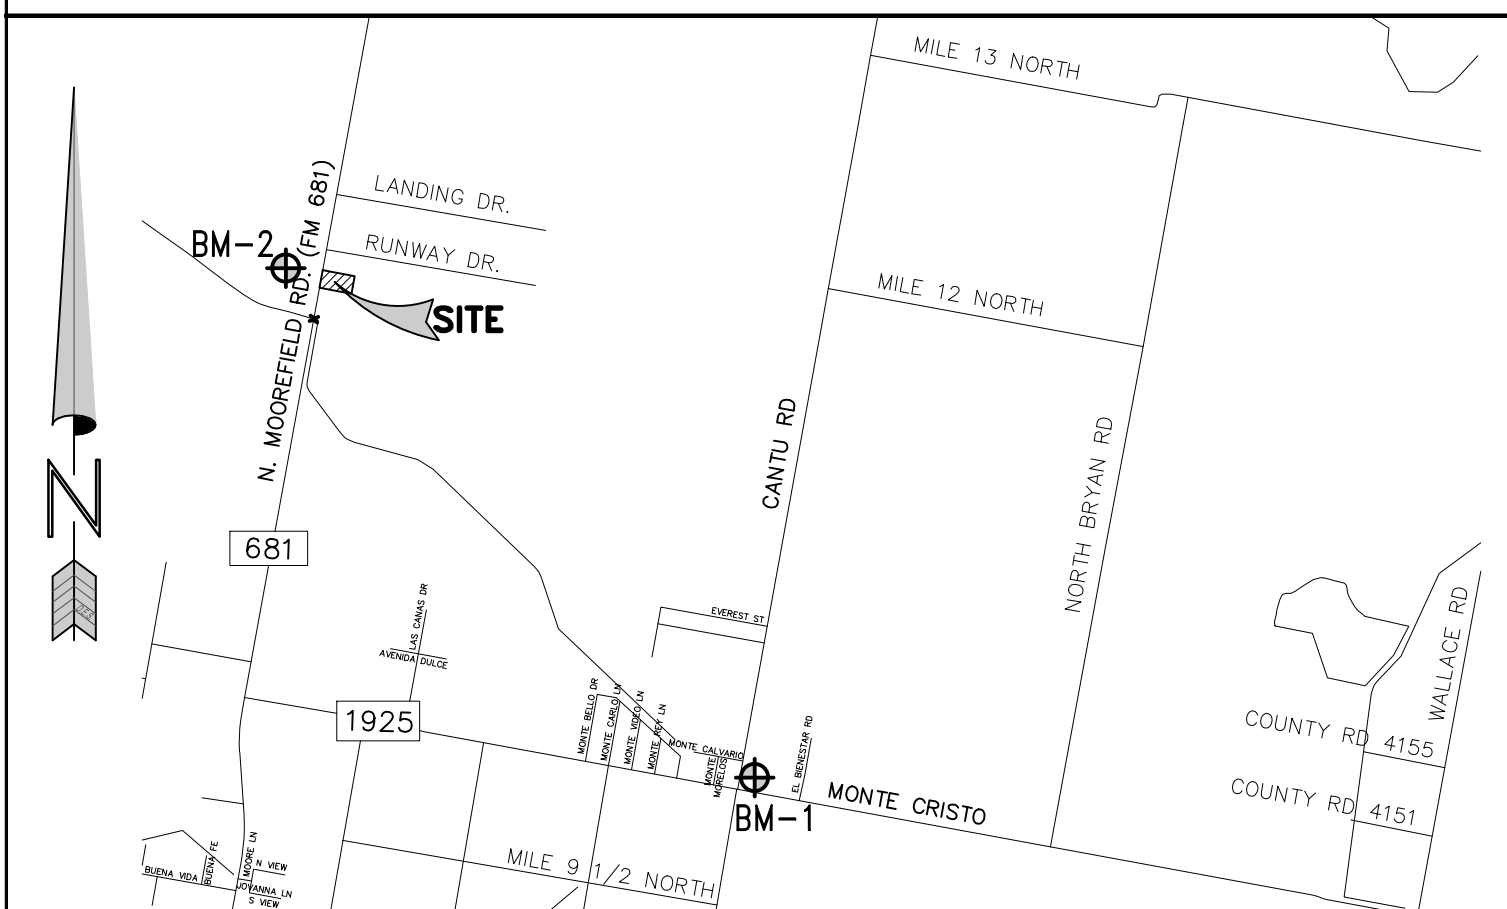 MILE 13 NORTH
LANDING DR.
RUNWAY DR.
BM-2
N. MOOREFIELD RD. (FM 681)
SITE
MILE 12 NORTH
CANTU RD
NORTH BRYAN RD
N
681
LAS CANAS DR
AVENIDA DULCE
EVEREST ST
WALLACE RD
1925
MONTE BELLO DR
MONTE CARLO LN
MONTE VIDEO LN
MONTE REY LN
MONTE CALVARIO
MONTE
MORELOS
EL BIENESTAR RD
COUNTY RD 4155
COUNTY RD 4151
MONTE CRISTO
BM-1
MILE 9 1/2 NORTH
MOORE LN
BUENA FE
N VIEW
BUENA VIDA
JOVANNA LN
S VIEW